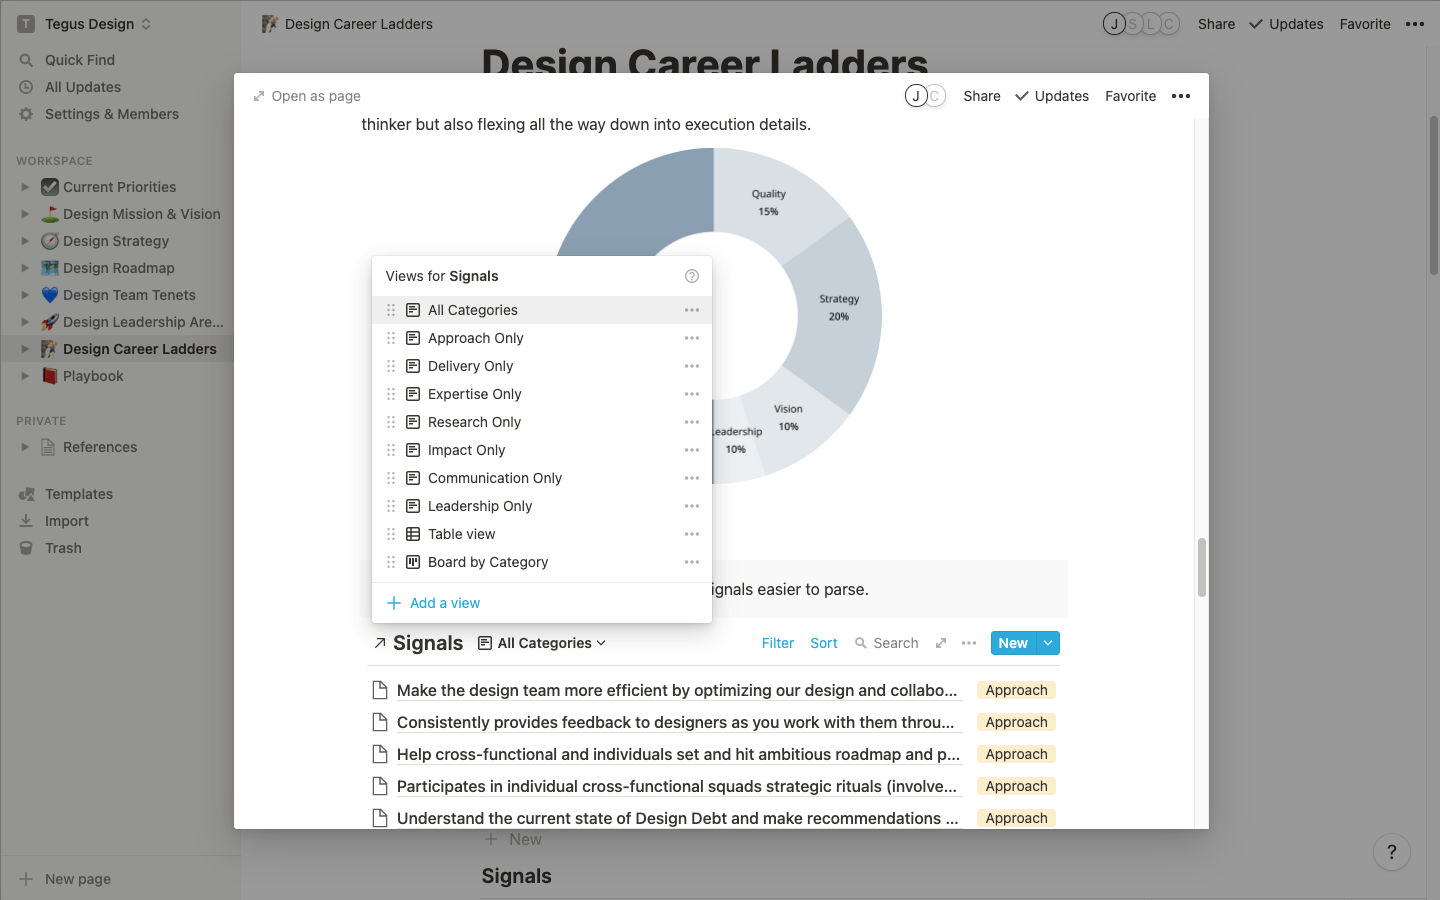 T Tegus Design
Quick Find
All Updates
Settings & Members
WORKSPACE
Current Priorities
Design Mission & Vision
Design Strategy
Design Roadmap
Design Team Tenets
Design Leadership Are...
Design Career Ladders
Playbook
PRIVATE
References
Templates
Import
Trash
New page
Design Career Ladders
J S L C Share Updates Favorite
Design Career Ladders
Open as page
J C Share Updates Favorite
thinker but also flexing all the way down into execution details.
Quality
15%
Strategy
20%
Vision
10%
Leadership
10%
Views for Signals
All Categories
Approach Only
Delivery Only
Expertise Only
Research Only
Impact Only
Communication Only
Leadership Only
Table view
Board by Category
Add a view
ignals easier to parse.
Signals All Categories Filter Sort Search New
Make the design team more efficient by optimizing our design and collabo... Approach
Consistently provides feedback to designers as you work with them throu... Approach
Help cross-functional and individuals set and hit ambitious roadmap and p... Approach
Participates in individual cross-functional squads strategic rituals (involve... Approach
Understand the current state of Design Debt and make recommendations ... Approach
New
Signals
?